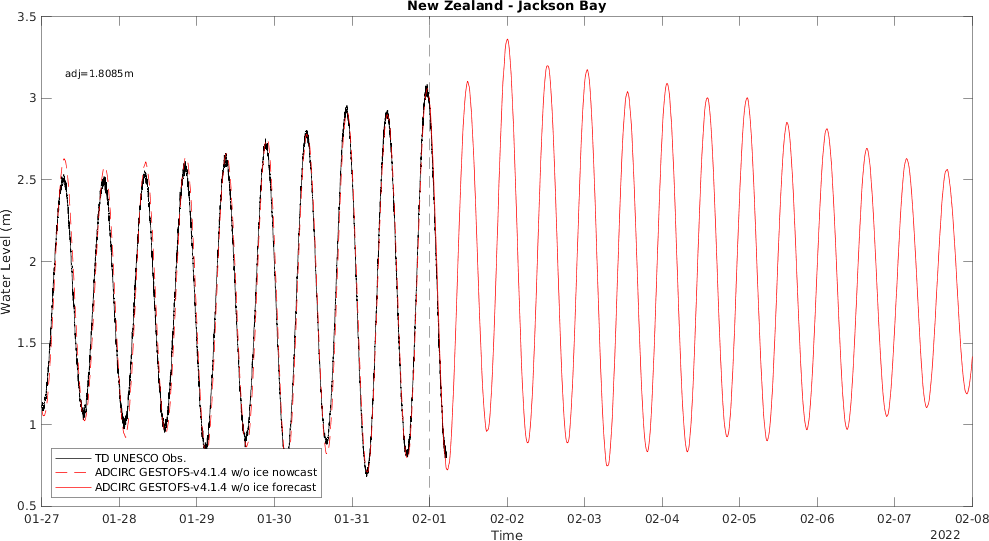 New Zealand - Jackson Bay
adj=1.8085m
3.5
3
2.5
2
1.5
1
0.5
Water Level (m)
TD UNESCO Obs.
ADCIRC GESTOFS-v4.1.4 w/o ice nowcast
ADCIRC GESTOFS-v4.1.4 w/o ice forecast
01-27 01-28 01-29 01-30 01-31 02-01 02-02 02-03 02-04 02-05 02-06 02-07 02-08
Time
2022